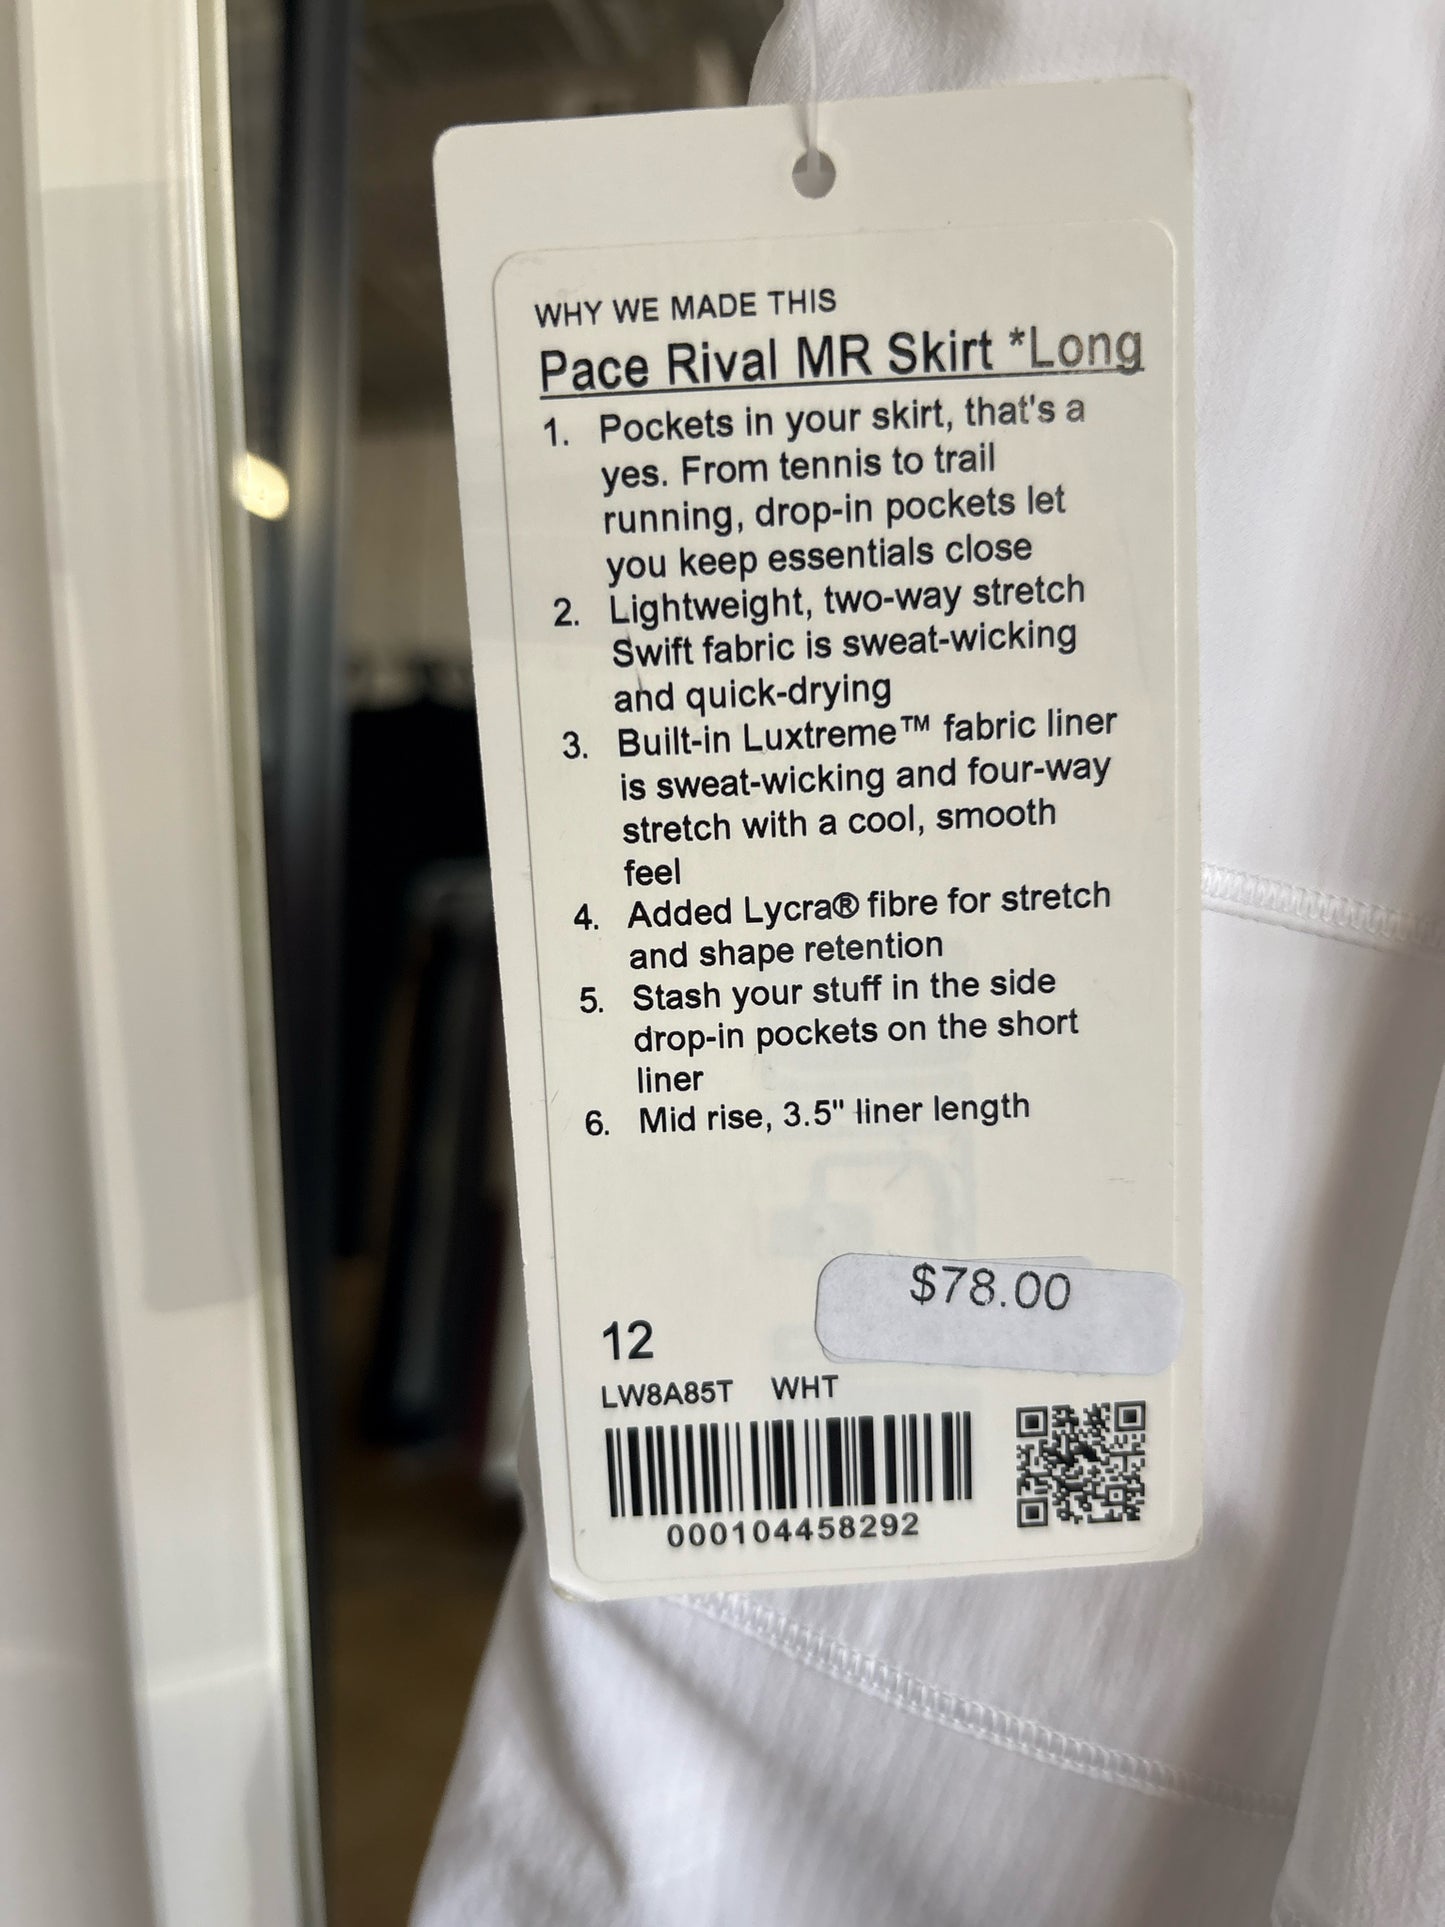 WHY WE MADE THIS
Pace Rival MR Skirt *Long
1. Pockets in your skirt, that's a
yes. From tennis to trail
running, drop-in pockets let
you keep essentials close
2. Lightweight, two-way stretch
Swift fabric is sweat-wicking
and quick-drying
3. Built-in Luxtreme™ fabric liner
is sweat-wicking and four-way
stretch with a cool, smooth
feel
4. Added Lycra® fibre for stretch
and shape retention
5. Stash your stuff in the side
drop-in pockets on the short
liner
6. Mid rise, 3.5" liner length
$78.00
12
LW8A85T WHT
000104458292